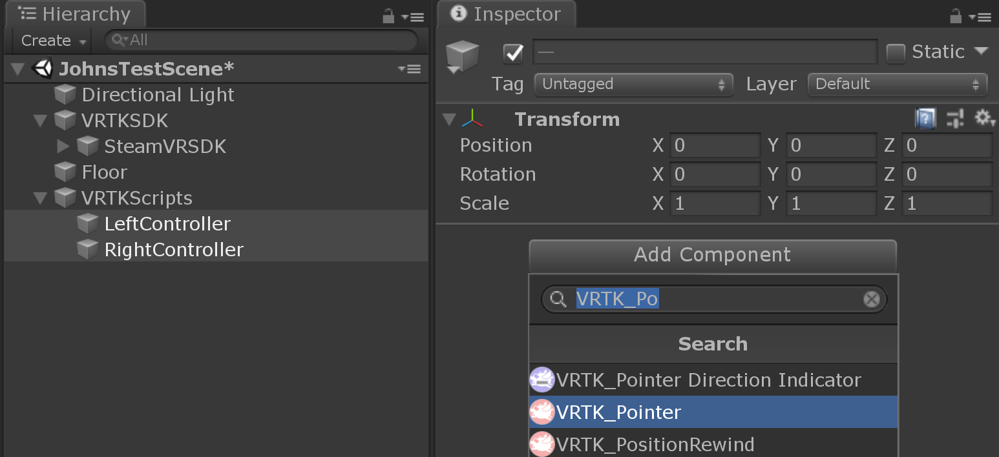 Hierarchy
Create
All
JohnsTestScene*
Directional Light
VRTKSDK
SteamVRSDK
Floor
VRTKScripts
LeftController
RightController
Inspector
—
Static
Tag Untagged Layer Default
Transform
Position X 0 Y 0 Z 0
Rotation X 0 Y 0 Z 0
Scale X 1 Y 1 Z 1
Add Component
VRTK_Po
Search
VRTK_Pointer Direction Indicator
VRTK_Pointer
VRTK_PositionRewind